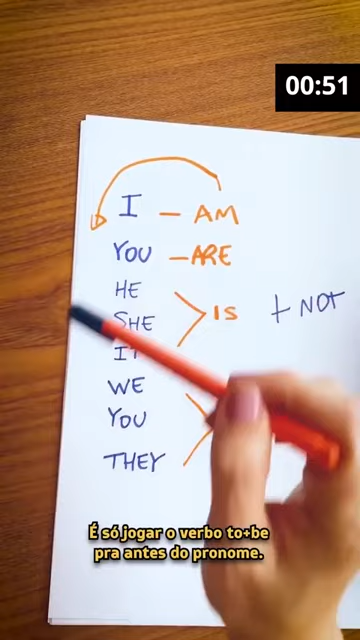 00:51
I — AM
YOU — ARE
HE
SHE
IT
IS
+ NOT
WE
YOU
THEY
É só jogar o verbo to+be
pra antes do pronome.